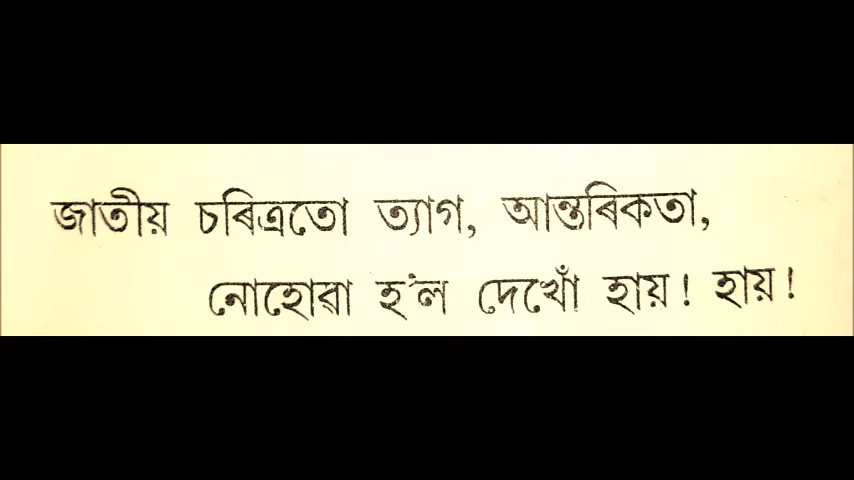 জাতীয় চৰিত্ৰতো ত্যাগ, আন্তৰিকতা,
নোহোৱা হ'ল দেখোঁ হায়! হায়!